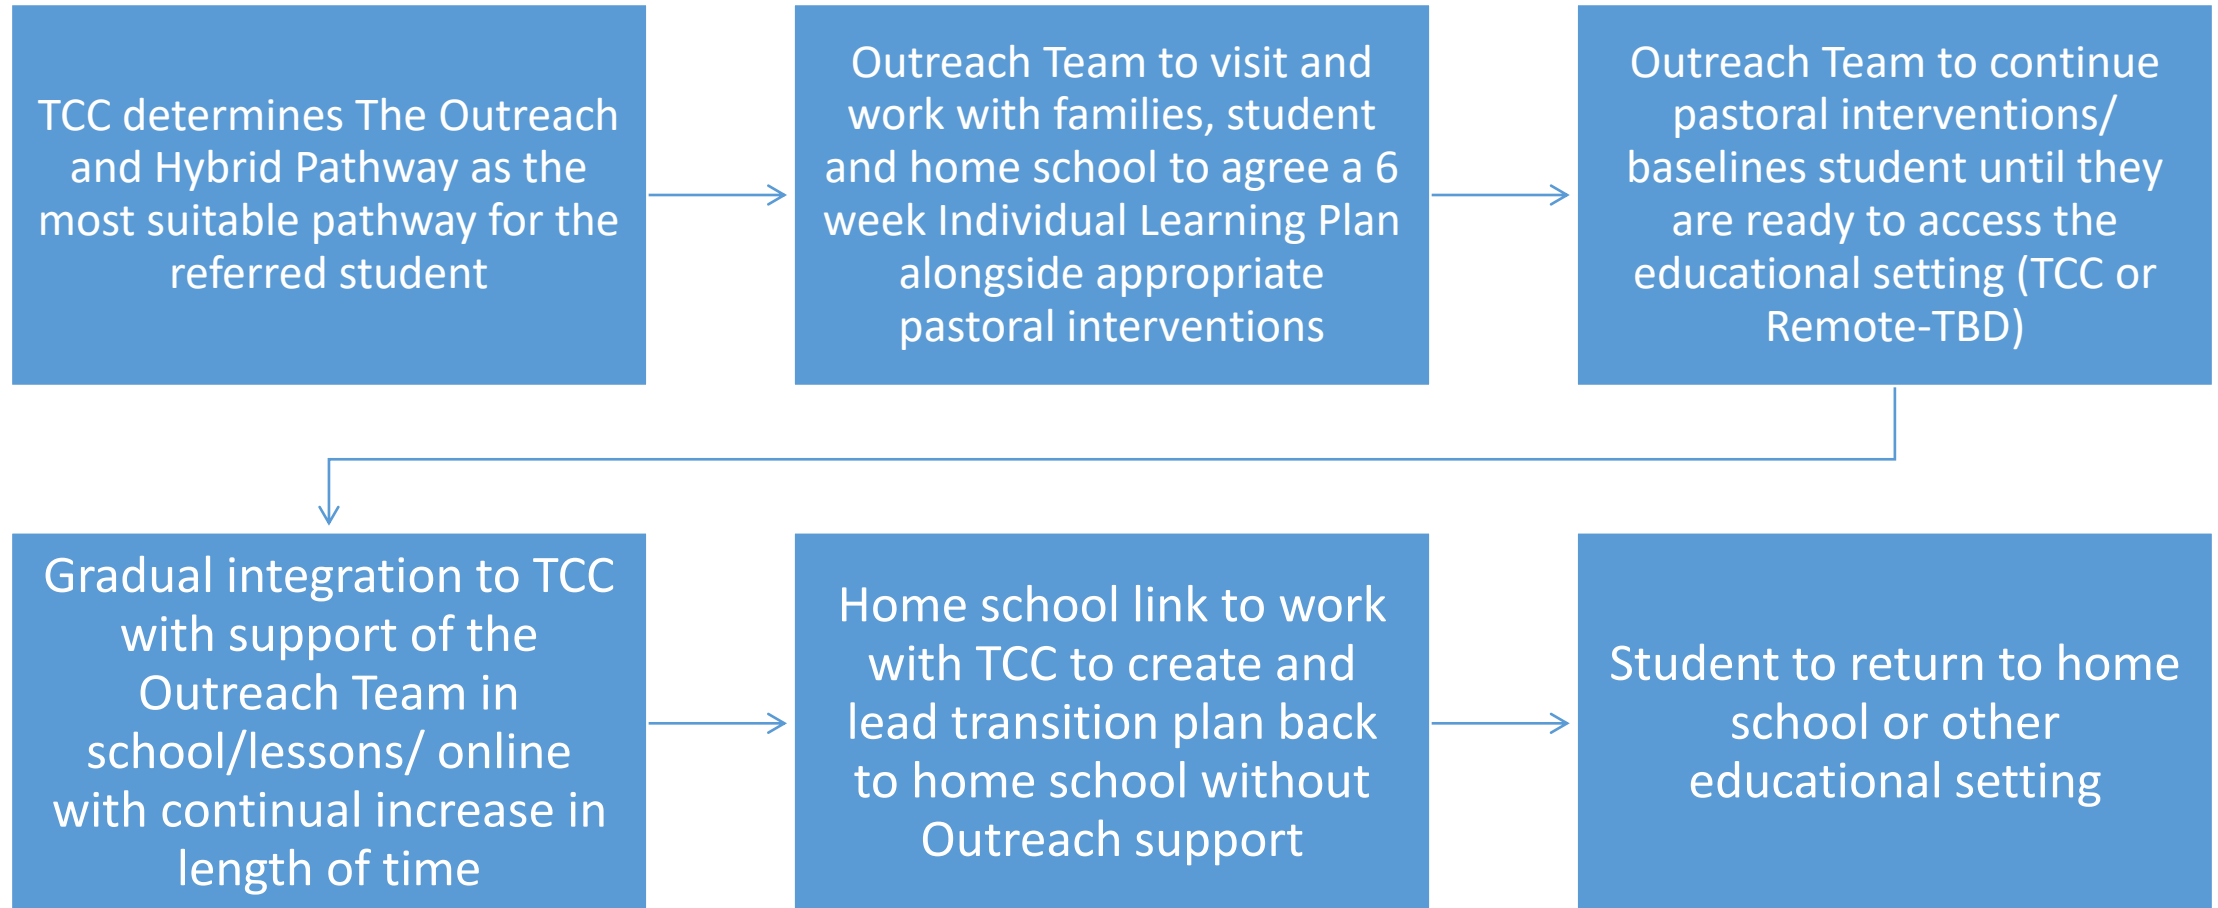 TCC determines The Outreach
and Hybrid Pathway as the
most suitable pathway for the
referred student
Outreach Team to visit and
work with families, student
and home school to agree a 6
week Individual Learning Plan
alongside appropriate
pastoral interventions
Outreach Team to continue
pastoral interventions/
baselines student until they
are ready to access the
educational setting (TCC or
Remote-TBD)
Gradual integration to TCC
with support of the
Outreach Team in
school/lessons/ online
with continual increase in
length of time
Home school link to work
with TCC to create and
lead transition plan back
to home school without
Outreach support
Student to return to home
school or other
educational setting